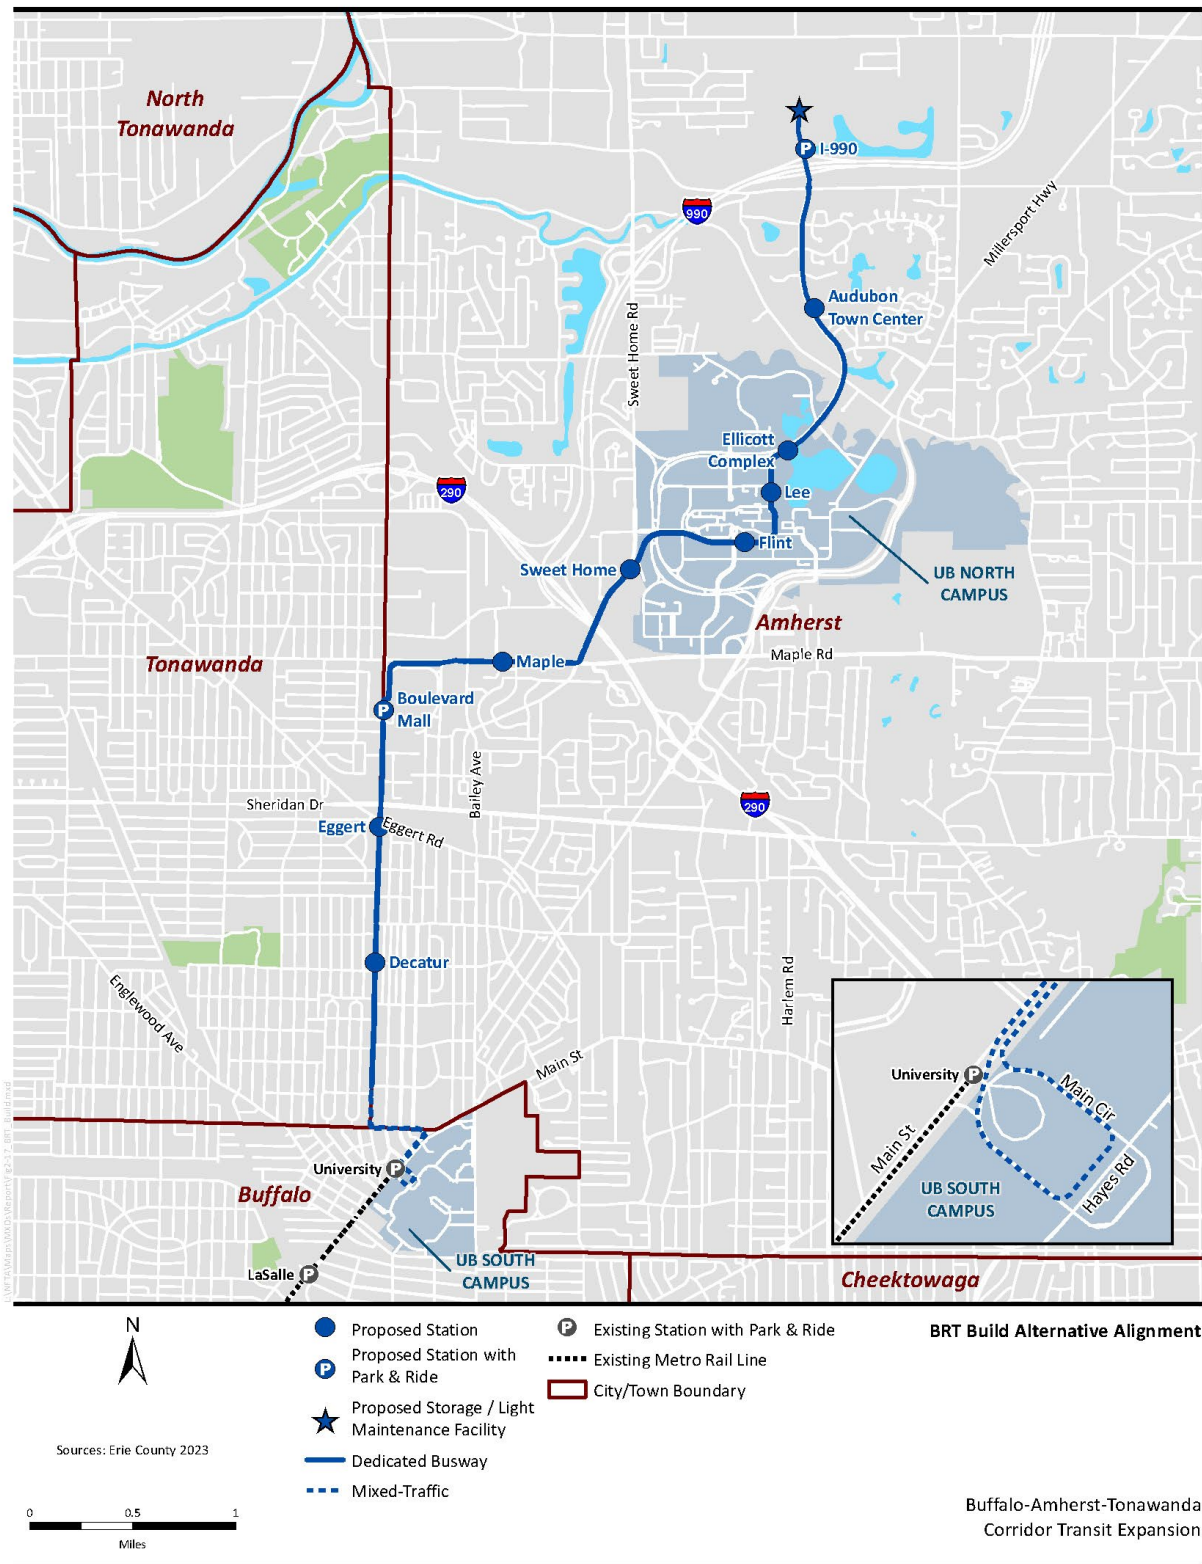 North
Tonawanda
I-990
990
Millersport Hwy
Audubon
Town Center
Sweet Home Rd
Ellicott
Complex
290
Lee
Flint
Sweet Home
UB NORTH
CAMPUS
Amherst
Tonawanda
Maple
Maple Rd
Boulevard
Mall
Bailey Ave
Sheridan Dr
290
Eggert
Eggert Rd
Decatur
Harlem Rd
Englewood Ave
Main St
University
Main Cir
Main St
Hayes Rd
UB SOUTH
CAMPUS
University
Buffalo
UB SOUTH
CAMPUS
LaSalle
Cheektowaga
N
Proposed Station
Proposed Station with
Park & Ride
Proposed Storage / Light
Maintenance Facility
Dedicated Busway
Mixed-Traffic
Existing Station with Park & Ride
Existing Metro Rail Line
City/Town Boundary
BRT Build Alternative Alignment
Sources: Erie County 2023
0 0.5 1
Miles
Buffalo-Amherst-Tonawanda
Corridor Transit Expansion